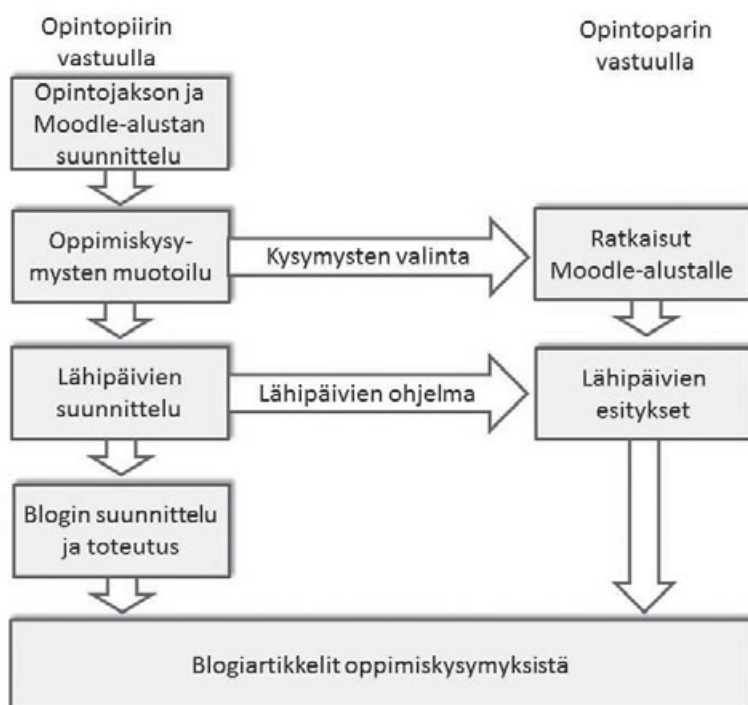 Opintopiirin
vastuulla
Opintoparin
vastuulla
Opintojakson ja
Moodle-alustan
suunnittelu
Oppimiskysy-
mysten muotoilu
Kysymysten valinta
Ratkaisut
Moodle-alustalle
Lähipäivien
suunnittelu
Lähipäivien ohjelma
Lähipäivien
esitykset
Blogin suunnittelu
ja toteutus
Blogiartikkelit oppimiskysymyksistä